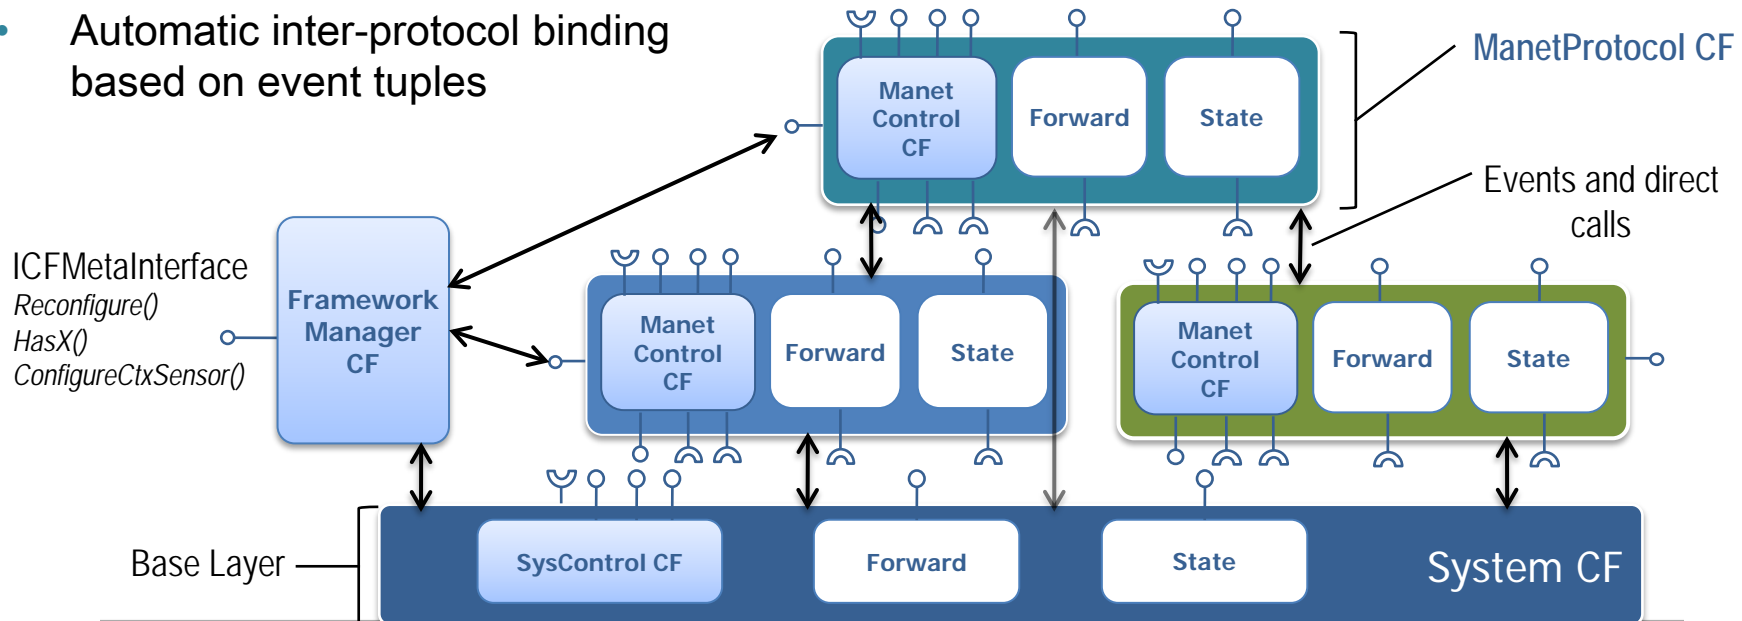 • Automatic inter-protocol binding
based on event tuples
ManetProtocol CF
Manet
Control
CF
Forward
State
Events and direct
calls
ICFMetaInterface
Reconfigure()
HasX()
ConfigureCtxSensor()
Framework
Manager
CF
Manet
Control
CF
Forward
State
Manet
Control
CF
Forward
State
Base Layer
SysControl CF
Forward
State
System CF